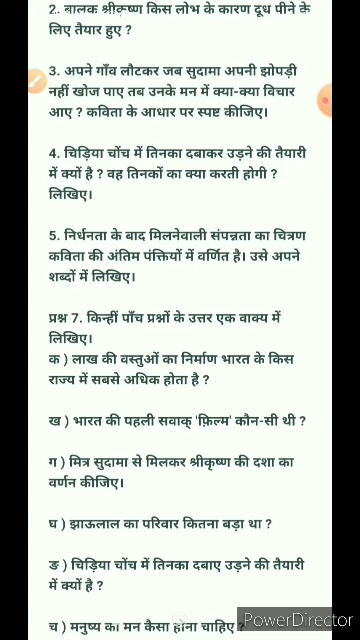 2. बालक श्रीकृष्ण किस लोभ के कारण दूध पीने के
लिए तैयार हुए ?
3. अपने गाँव लौटकर जब सुदामा अपनी झोपड़ी
नहीं खोज पाए तब उनके मन में क्या-क्या विचार
आए ? कविता के आधार पर स्पष्ट कीजिए।
4. चिड़िया चोंच में तिनका दबाकर उड़ने की तैयारी
में क्यों है ? वह तिनकों का क्या करती होगी ?
लिखिए।
5. निर्धनता के बाद मिलनेवाली संपन्नता का चित्रण
कविता की अंतिम पंक्तियों में वर्णित है। उसे अपने
शब्दों में लिखिए।
प्रश्न 7. किन्हीं पाँच प्रश्नों के उत्तर एक वाक्य में
लिखिए।
क ) लाख की वस्तुओं का निर्माण भारत के किस
राज्य में सबसे अधिक होता है ?
ख ) भारत की पहली सवाक् 'फ़िल्म' कौन-सी थी ?
ग ) मित्र सुदामा से मिलकर श्रीकृष्ण की दशा का
वर्णन कीजिए।
घ ) झाऊलाल का परिवार कितना बड़ा था ?
ङ ) चिड़िया चोंच में तिनका दबाए उड़ने की तैयारी
में क्यों है ?
च ) मनुष्य का मन कैसा होना चाहिए ?
PowerDirector